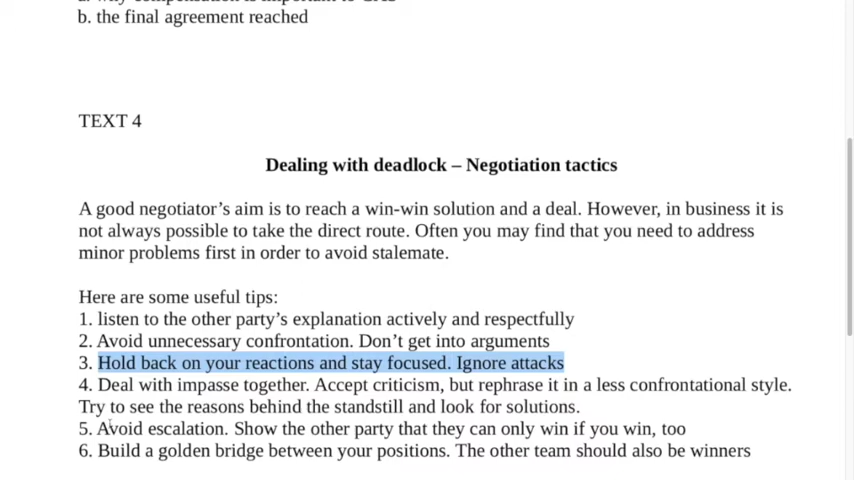 b. the final agreement reached
TEXT 4
Dealing with deadlock – Negotiation tactics
A good negotiator’s aim is to reach a win-win solution and a deal. However, in business it is
not always possible to take the direct route. Often you may find that you need to address
minor problems first in order to avoid stalemate.
Here are some useful tips:
1. listen to the other party’s explanation actively and respectfully
2. Avoid unnecessary confrontation. Don’t get into arguments
3. Hold back on your reactions and stay focused. Ignore attacks
4. Deal with impasse together. Accept criticism, but rephrase it in a less confrontational style.
Try to see the reasons behind the standstill and look for solutions.
5. Avoid escalation. Show the other party that they can only win if you win, too
6. Build a golden bridge between your positions. The other team should also be winners